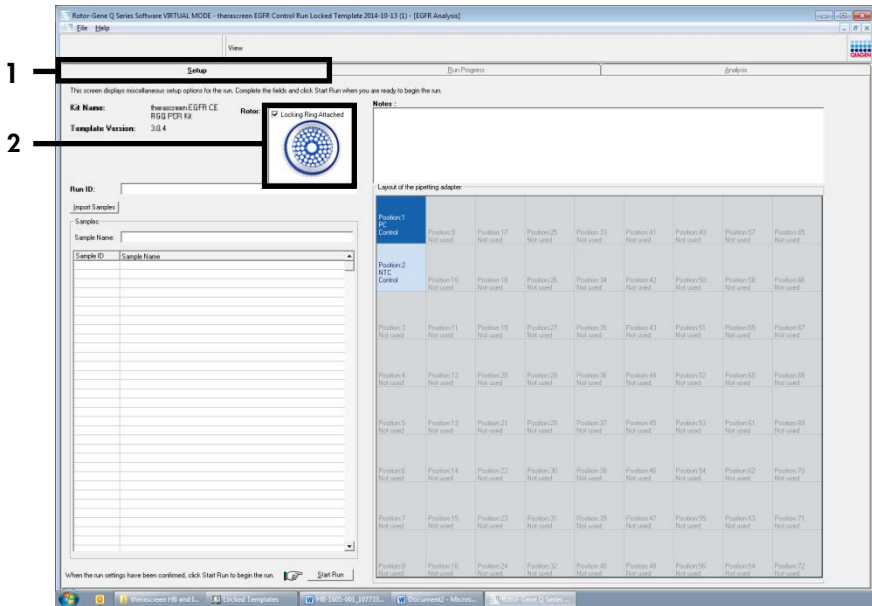 Rotor-Gene Q Series Software VIRTUAL MODE - therascreen EGFR Control Run Locked Template 2014-10-13 (1) - [EGFR Analysis]
File Help
View
QIAGEN
1
Setup
Run Progress
Analysis
This screen displays miscellaneous setup options for the run. Complete the fields and click Start Run when you are ready to begin the run.
Kit Name: therascreen EGFR CE
RGQ PCR Kit
Rotor:
Locking Ring Attached
Notes :
Template Version: 3.0.4
2
Run ID:
Import Samples
Samples:
Sample Name:
Sample ID Sample Name
Layout of the pipetting adapter:
Position:1
PC
Control
Position:9
Not used
Position:17
Not used
Position:25
Not used
Position:33
Not used
Position:41
Not used
Position:49
Not used
Position:57
Not used
Position:65
Not used
Position:2
NTC
Control
Position:10
Not used
Position:18
Not used
Position:26
Not used
Position:34
Not used
Position:42
Not used
Position:50
Not used
Position:58
Not used
Position:66
Not used
Position:3
Not used
Position:11
Not used
Position:19
Not used
Position:27
Not used
Position:35
Not used
Position:43
Not used
Position:51
Not used
Position:59
Not used
Position:67
Not used
Position:4
Not used
Position:12
Not used
Position:20
Not used
Position:28
Not used
Position:36
Not used
Position:44
Not used
Position:52
Not used
Position:60
Not used
Position:68
Not used
Position:5
Not used
Position:13
Not used
Position:21
Not used
Position:29
Not used
Position:37
Not used
Position:45
Not used
Position:53
Not used
Position:61
Not used
Position:69
Not used
Position:6
Not used
Position:14
Not used
Position:22
Not used
Position:30
Not used
Position:38
Not used
Position:46
Not used
Position:54
Not used
Position:62
Not used
Position:70
Not used
Position:7
Not used
Position:15
Not used
Position:23
Not used
Position:31
Not used
Position:39
Not used
Position:47
Not used
Position:55
Not used
Position:63
Not used
Position:71
Not used
Position:8
Not used
Position:16
Not used
Position:24
Not used
Position:32
Not used
Position:40
Not used
Position:48
Not used
Position:56
Not used
Position:64
Not used
Position:72
Not used
When the run settings have been confirmed, click Start Run to begin the run.
Start Run
therascreen HB and L...
Locked Templates
HB-1805-001_107733...
Document2 - Micros...
Rotor-Gene Q Series ...